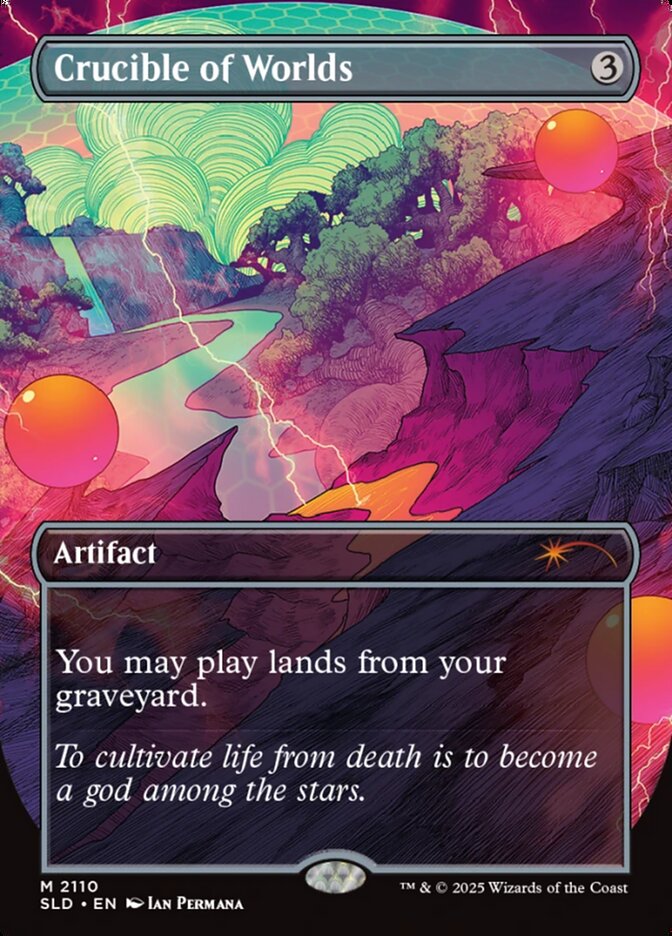 Crucible of Worlds
3
Artifact
You may play lands from your
graveyard.
To cultivate life from death is to become
a god among the stars.
M 2110
SLD • EN Ian Permana
™ & © 2025 Wizards of the Coast